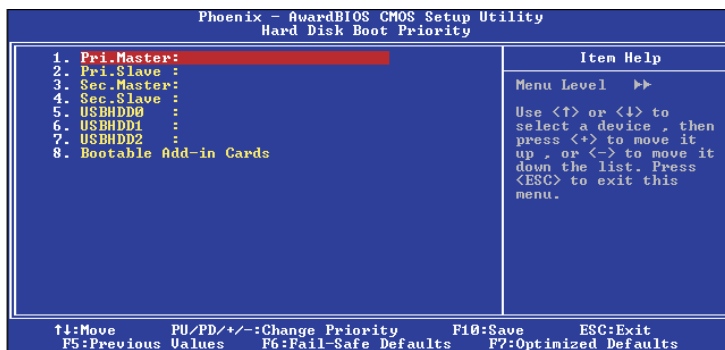 Phoenix - AwardBIOS CMOS Setup Utility
Hard Disk Boot Priority
1. Pri.Master:
2. Pri.Slave :
3. Sec.Master:
4. Sec.Slave :
5. USBHDD0 :
6. USBHDD1 :
7. USBHDD2 :
8. Bootable Add-in Cards
Item Help
Menu Level ►►
Use <↑> or <↓> to
select a device , then
press <+> to move it
up , or <-> to move it
down the list. Press
<ESC> to exit this
menu.
↑↓:Move PU/PD/+/-:Change Priority F10:Save ESC:Exit
F5:Previous Values F6:Fail-Safe Defaults F7:Optimized Defaults